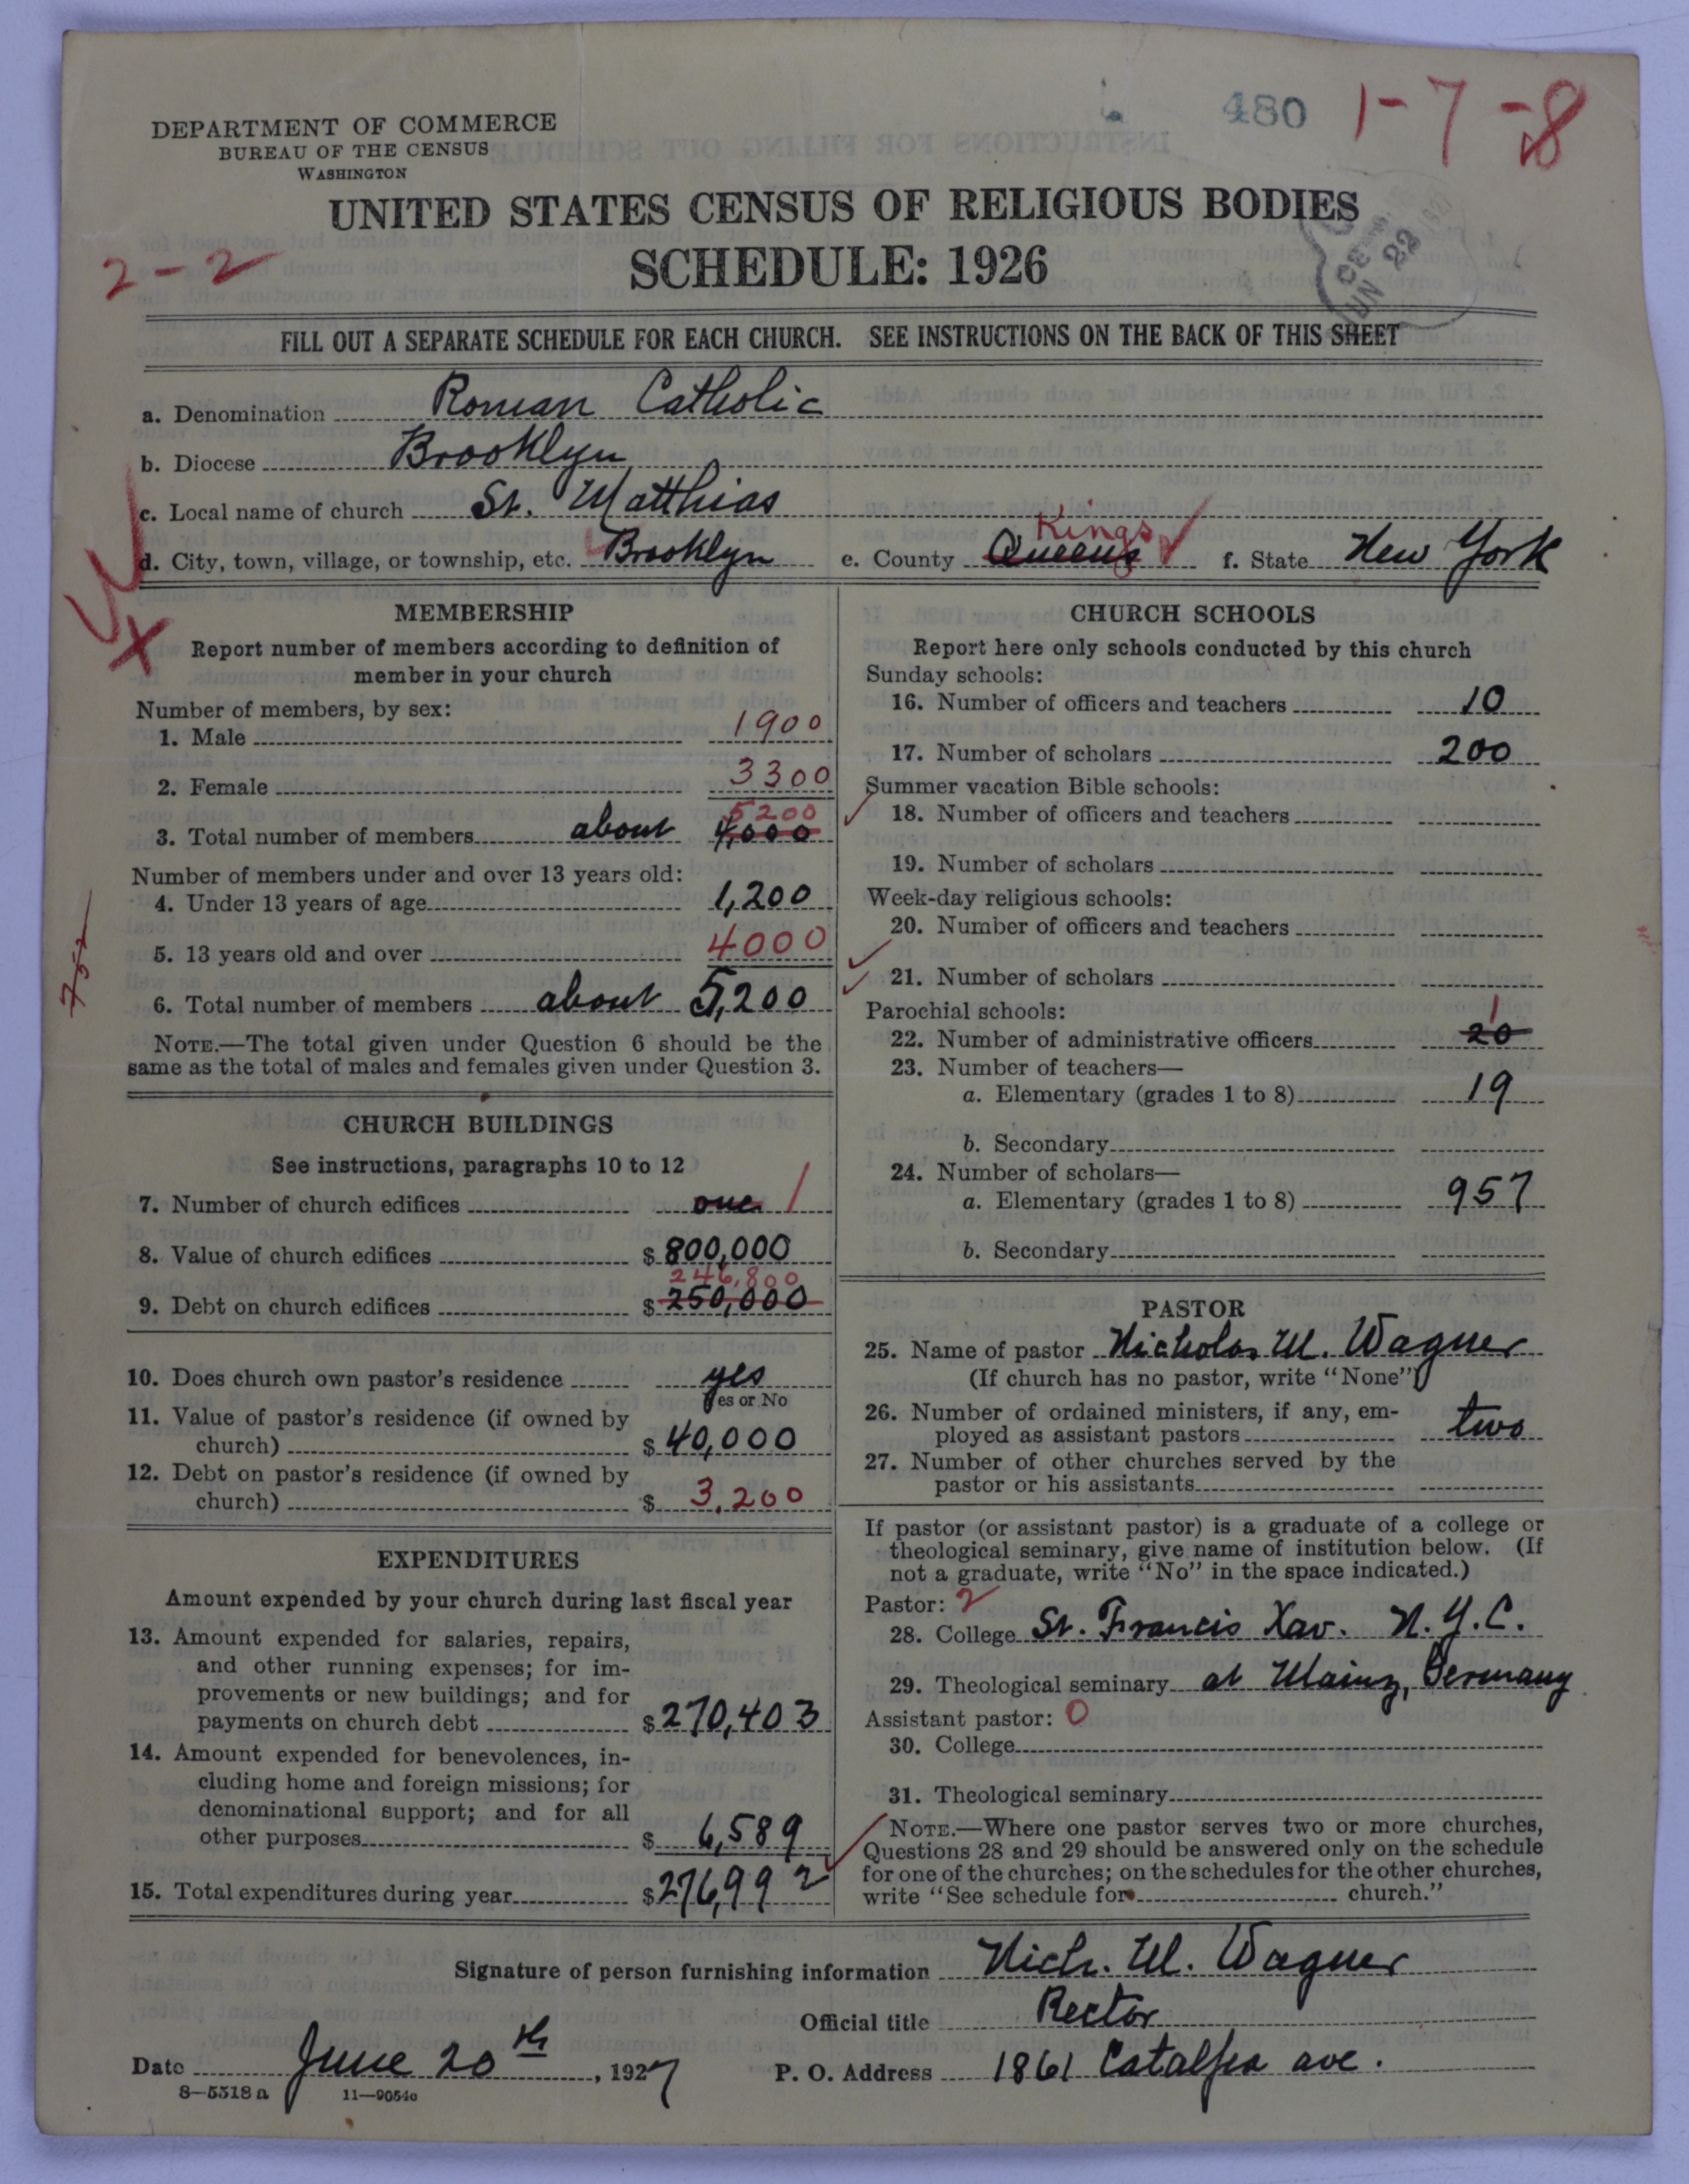 480 1-7-8
DEPARTMENT OF COMMERCE
BUREAU OF THE CENSUS
WASHINGTON
UNITED STATES CENSUS OF RELIGIOUS BODIES
SCHEDULE: 1926
2-2
FILL OUT A SEPARATE SCHEDULE FOR EACH CHURCH. SEE INSTRUCTIONS ON THE BACK OF THIS SHEET
a. Denomination Roman Catholic
b. Diocese Brooklyn
c. Local name of church St. Matthias
d. City, town, village, or township, etc. Brooklyn e. County Queens Kings f. State New York
MEMBERSHIP
Report number of members according to definition of
member in your church
Number of members, by sex:
1. Male 1900
2. Female 3300
5200
3. Total number of members about 4,000
Number of members under and over 13 years old:
4. Under 13 years of age 1,200
5. 13 years old and over 4000
6. Total number of members about 5,200
NOTE.—The total given under Question 6 should be the
same as the total of males and females given under Question 3.
CHURCH BUILDINGS
See instructions, paragraphs 10 to 12
7. Number of church edifices one 1
8. Value of church edifices $ 800,000
246,800
9. Debt on church edifices $ 250,000
10. Does church own pastor's residence yes
Yes or No
11. Value of pastor's residence (if owned by
church) $ 40,000
12. Debt on pastor's residence (if owned by
church) $ 3,200
EXPENDITURES
Amount expended by your church during last fiscal year
13. Amount expended for salaries, repairs,
and other running expenses; for im-
provements or new buildings; and for
payments on church debt $ 270,403
14. Amount expended for benevolences, in-
cluding home and foreign missions; for
denominational support; and for all
other purposes $ 6,589
15. Total expenditures during year $ 276,992
CHURCH SCHOOLS
Report here only schools conducted by this church
Sunday schools:
16. Number of officers and teachers 10
17. Number of scholars 200
Summer vacation Bible schools:
18. Number of officers and teachers
19. Number of scholars
Week-day religious schools:
20. Number of officers and teachers
21. Number of scholars
Parochial schools:
1
22. Number of administrative officers 20
23. Number of teachers—
a. Elementary (grades 1 to 8) 19
b. Secondary
24. Number of scholars—
a. Elementary (grades 1 to 8) 957
b. Secondary
PASTOR
25. Name of pastor Nicholas M. Wagner
(If church has no pastor, write "None")
26. Number of ordained ministers, if any, em-
ployed as assistant pastors two
27. Number of other churches served by the
pastor or his assistants
If pastor (or assistant pastor) is a graduate of a college or
theological seminary, give name of institution below. (If
not a graduate, write "No" in the space indicated.)
Pastor: 2
28. College St. Francis Xav. N.Y.C.
29. Theological seminary at Mainz, Germany
Assistant pastor: 0
30. College
31. Theological seminary
NOTE.—Where one pastor serves two or more churches,
Questions 28 and 29 should be answered only on the schedule
for one of the churches; on the schedules for the other churches,
write "See schedule for church."
Signature of person furnishing information Nich. M. Wagner
Official title Rector
Date June 20th, 1927 P. O. Address 1861 Catalpa ave.
8-5518 a 11-9054c